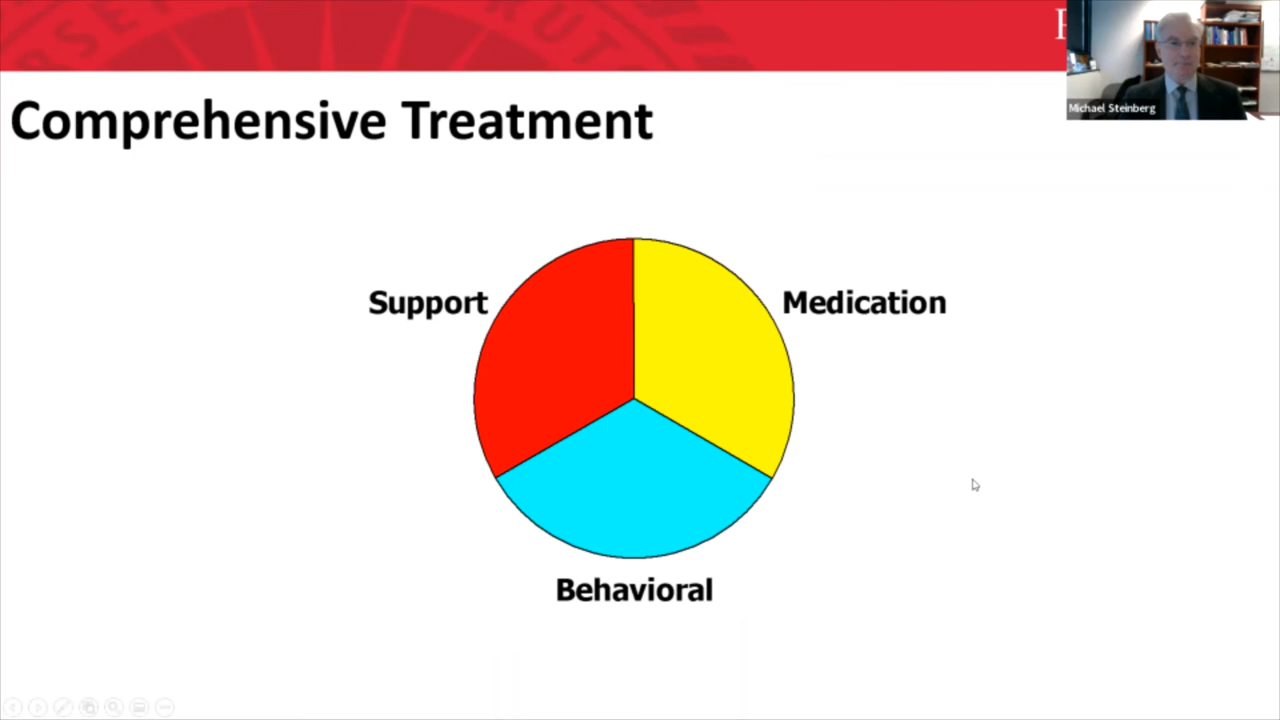 Michael Steinberg
Comprehensive Treatment
Support
Medication
Behavioral